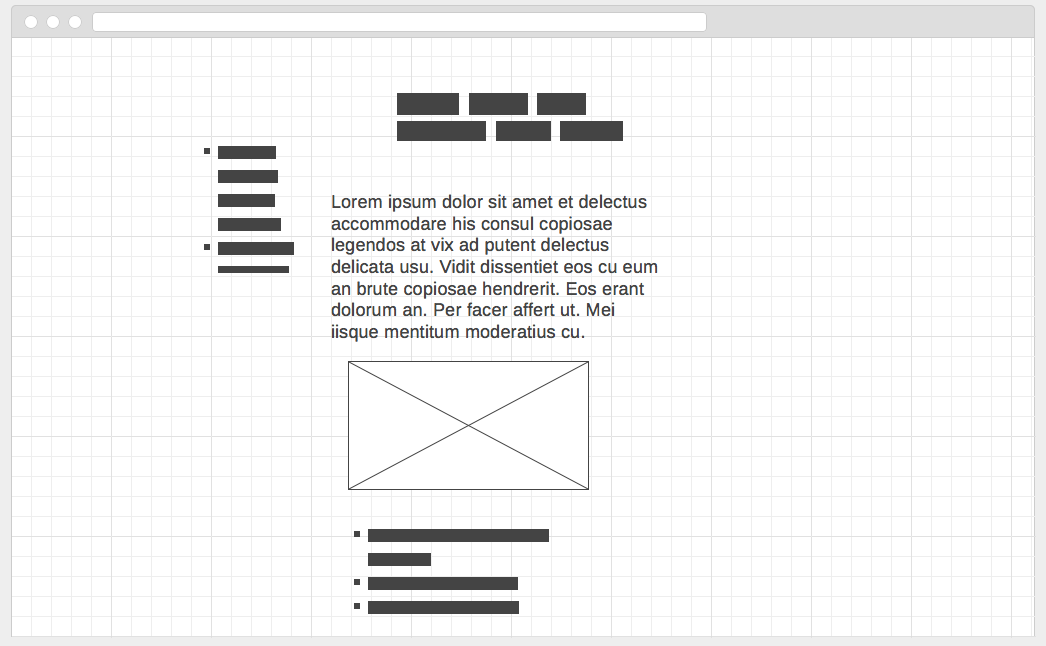 Lorem ipsum dolor sit amet et delectus
accommodare his consul copiosae
legendos at vix ad putent delectus
delicata usu. Vidit dissentiet eos cu eum
an brute copiosae hendrerit. Eos erant
dolorum an. Per facer affert ut. Mei
iisque mentitum moderatius cu.